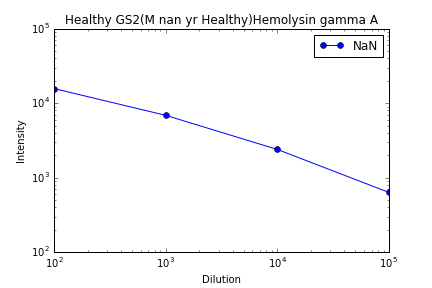 Healthy GS2(M nan yr Healthy)Hemolysin gamma A
NaN
10^5
10^4
10^3
10^2
Intensity
10^2 10^3 10^4 10^5
Dilution